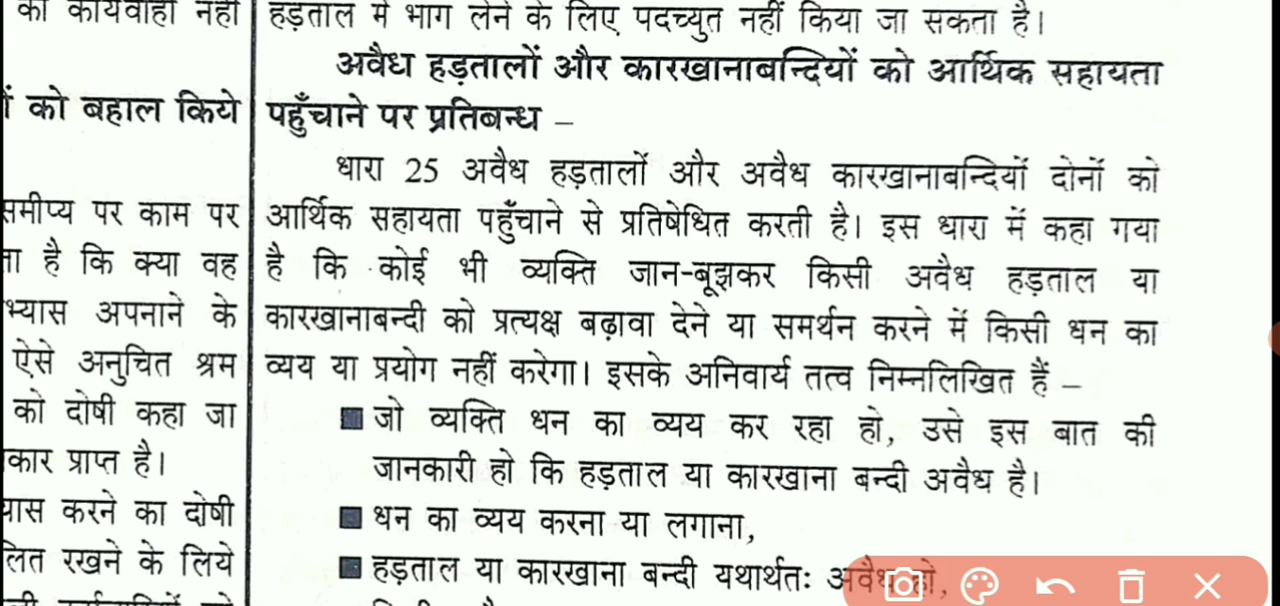 को कार्यवाही नहीं
ों को बहाल किये
समीप्य पर काम पर
ता है कि क्या वह
भ्यास अपनाने के
ऐसे अनुचित श्रम
को दोषी कहा जा
कार प्राप्त है।
यास करने का दोषी
लित रखने के लिये
हड़ताल में भाग लेने के लिए पदच्युत नहीं किया जा सकता है।
अवैध हड़तालों और कारखानाबन्दियों को आर्थिक सहायता
पहुँचाने पर प्रतिबन्ध –
धारा 25 अवैध हड़तालों और अवैध कारखानाबन्दियों दोनों को
आर्थिक सहायता पहुँचाने से प्रतिषेधित करती है। इस धारा में कहा गया
है कि कोई भी व्यक्ति जान-बूझकर किसी अवैध हड़ताल या
कारखानाबन्दी को प्रत्यक्ष बढ़ावा देने या समर्थन करने में किसी धन का
व्यय या प्रयोग नहीं करेगा। इसके अनिवार्य तत्व निम्नलिखित हैं –
■ जो व्यक्ति धन का व्यय कर रहा हो, उसे इस बात की
जानकारी हो कि हड़ताल या कारखाना बन्दी अवैध है।
■ धन का व्यय करना या लगाना,
■ हड़ताल या कारखाना बन्दी यथार्थतः अवैध हो,